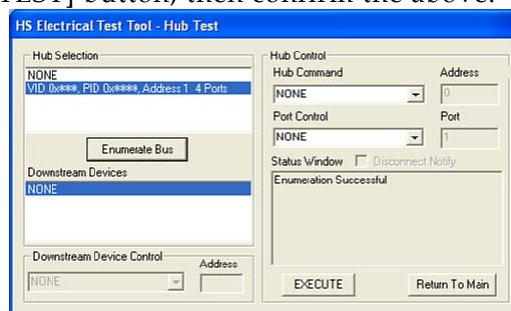 TEST] button, then confirm the above.
HS Electrical Test Tool - Hub Test
Hub Selection
NONE
VID 0x***, PID 0x****, Address 1 4 Ports
Enumerate Bus
Downstream Devices
NONE
Downstream Device Control
Address
NONE
Hub Control
Hub Command
Address
NONE
0
Port Control
Port
NONE
1
Status Window
Disconnect Notify
Enumeration Successful
EXECUTE
Return To Main